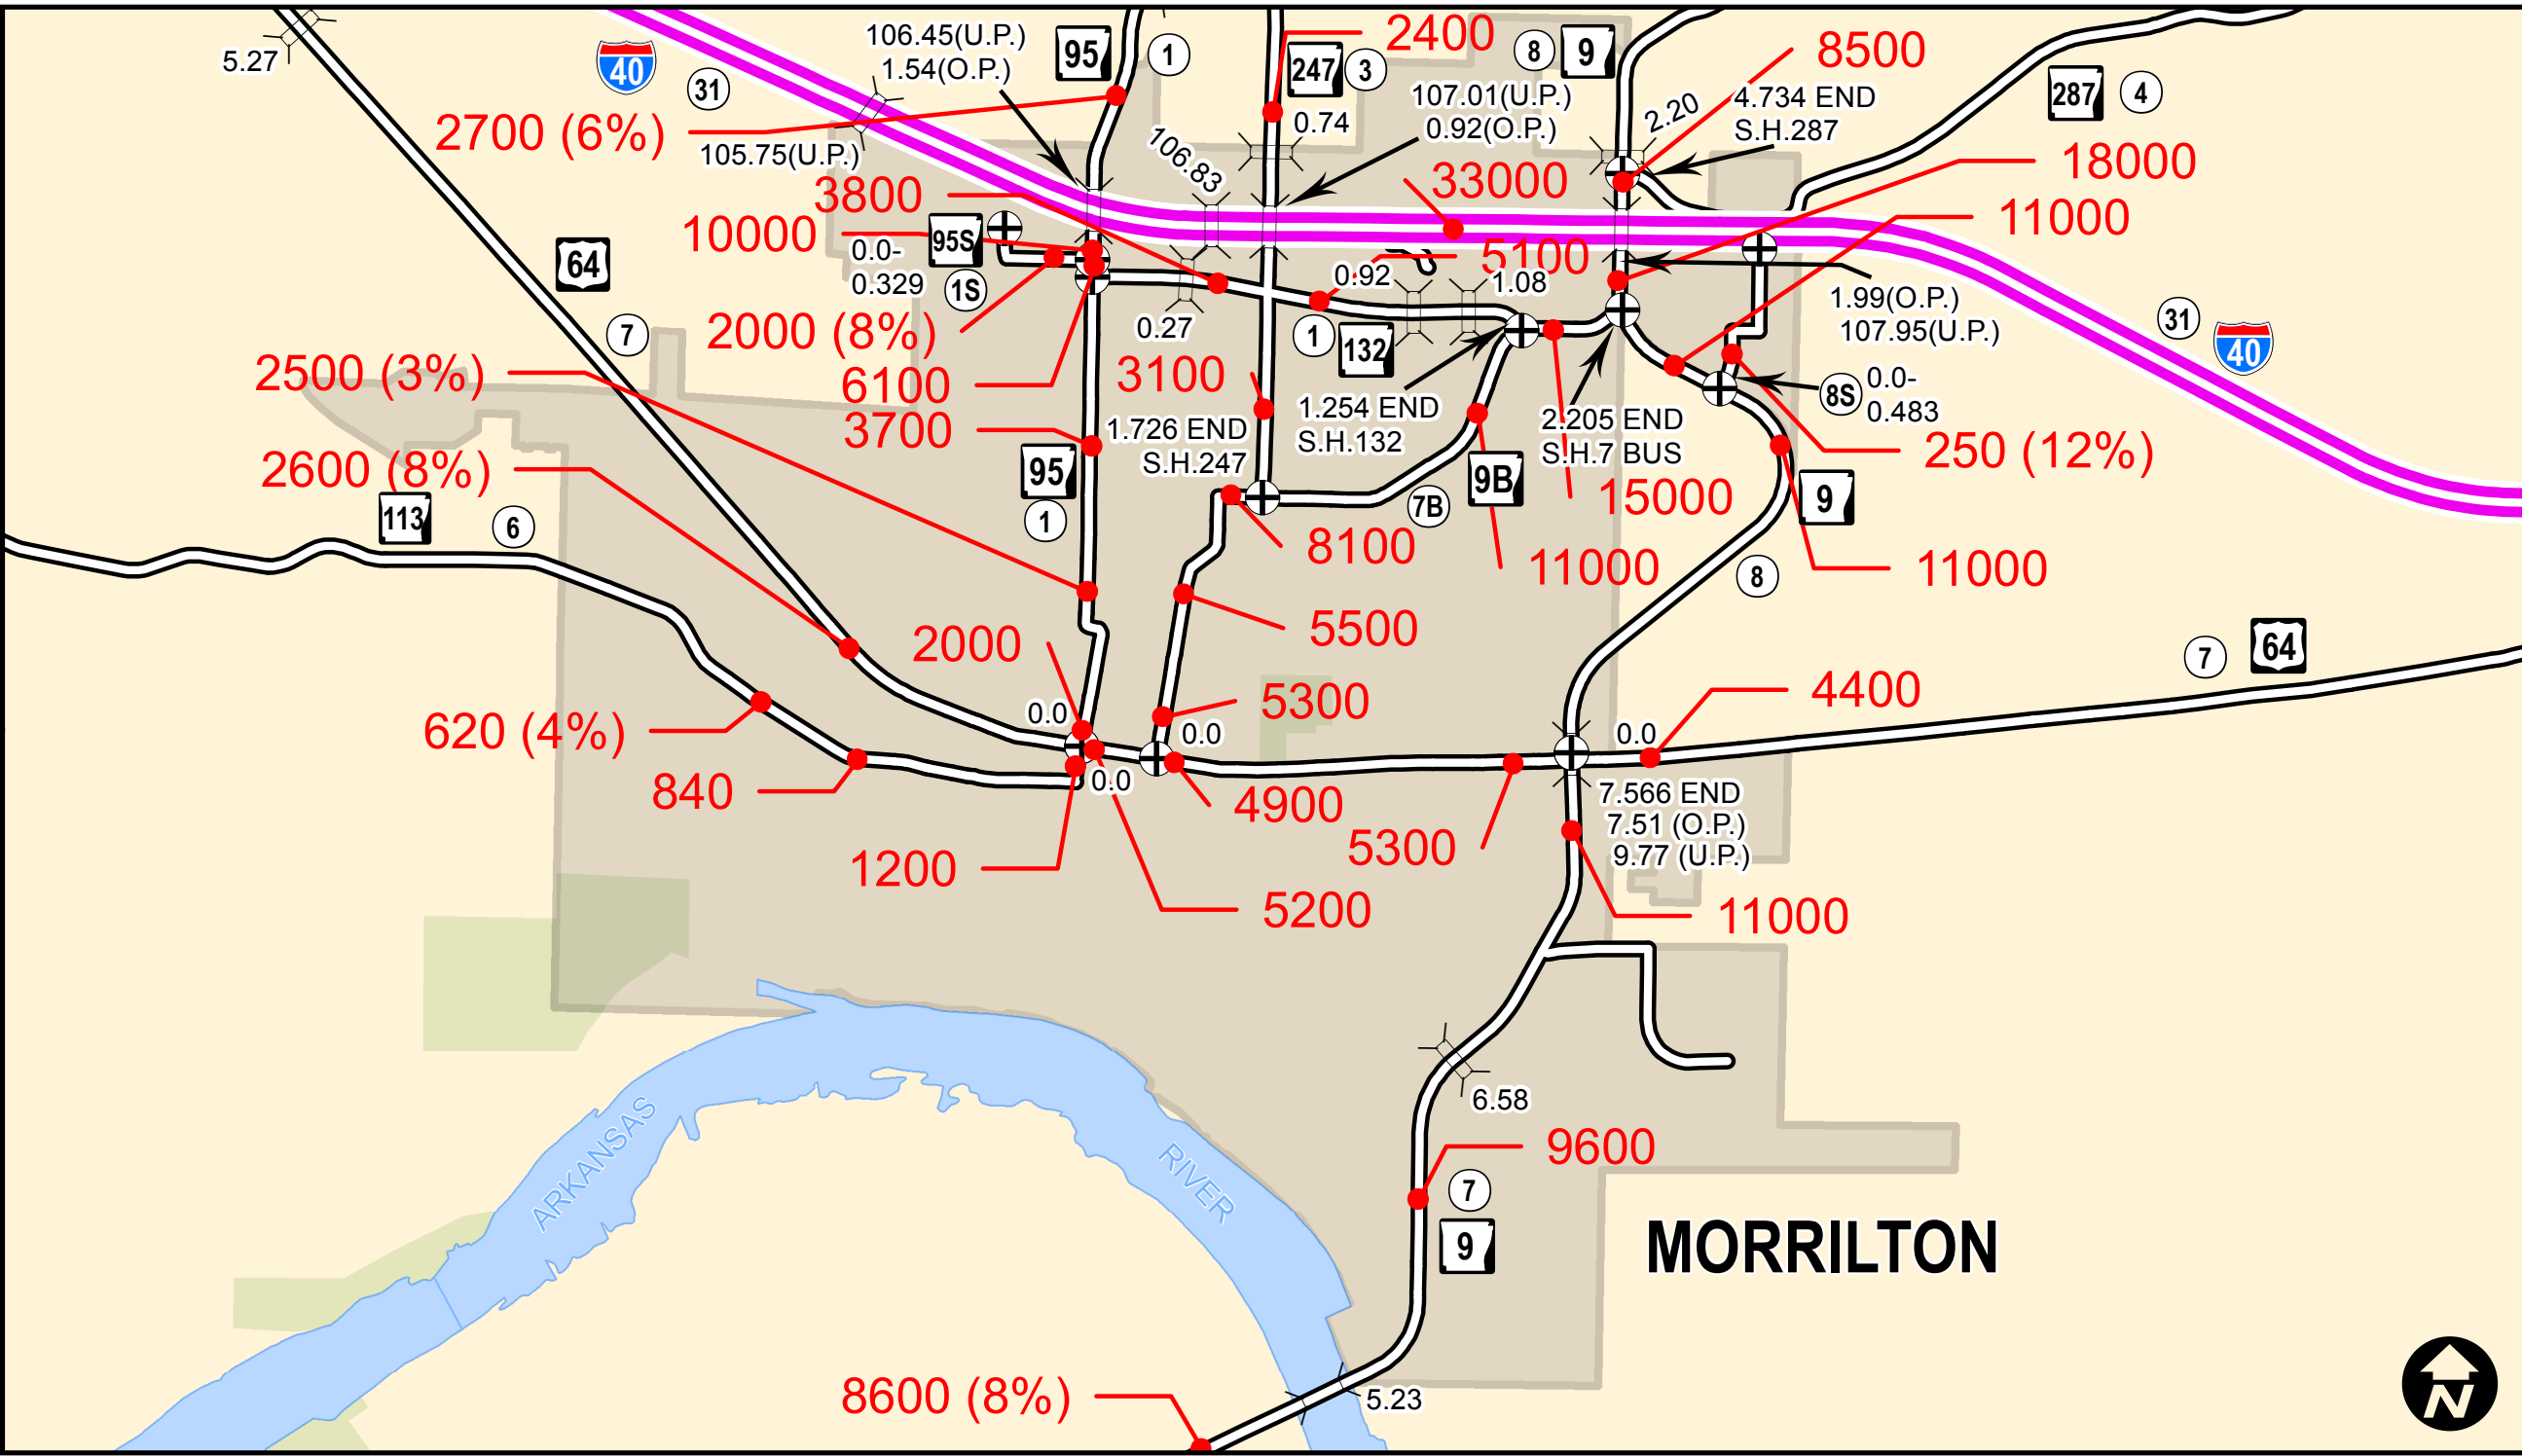 106.45(U.P.)
1.54(O.P.)
95
1
2400
247
3
8
9
8500
5.27
40
31
2700 (6%)
105.75(U.P.)
106.83
0.74
107.01(U.P.)
0.92(O.P.)
2.20
4.734 END
S.H.287
287
4
18000
33000
3800
10000
95S
0.0-
0.329
1S
11000
5100
0.92
1.08
64
7
2000 (8%)
0.27
1
132
1.99(O.P.)
107.95(U.P.)
31
40
2500 (3%)
6100
3100
3700
1.726 END
S.H.247
1.254 END
S.H.132
2.205 END
S.H.7 BUS
8S
0.0-
0.483
250 (12%)
2600 (8%)
95
1
9B
7B
15000
9
113
6
8100
11000
11000
8
5500
2000
5300
4400
7
64
0.0
0.0
0.0
620 (4%)
840
0.0
4900
5300
7.566 END
7.51 (O.P.)
9.77 (U.P.)
1200
5200
11000
6.58
ARKANSAS
RIVER
9600
7
9
MORRILTON
8600 (8%)
5.23
N